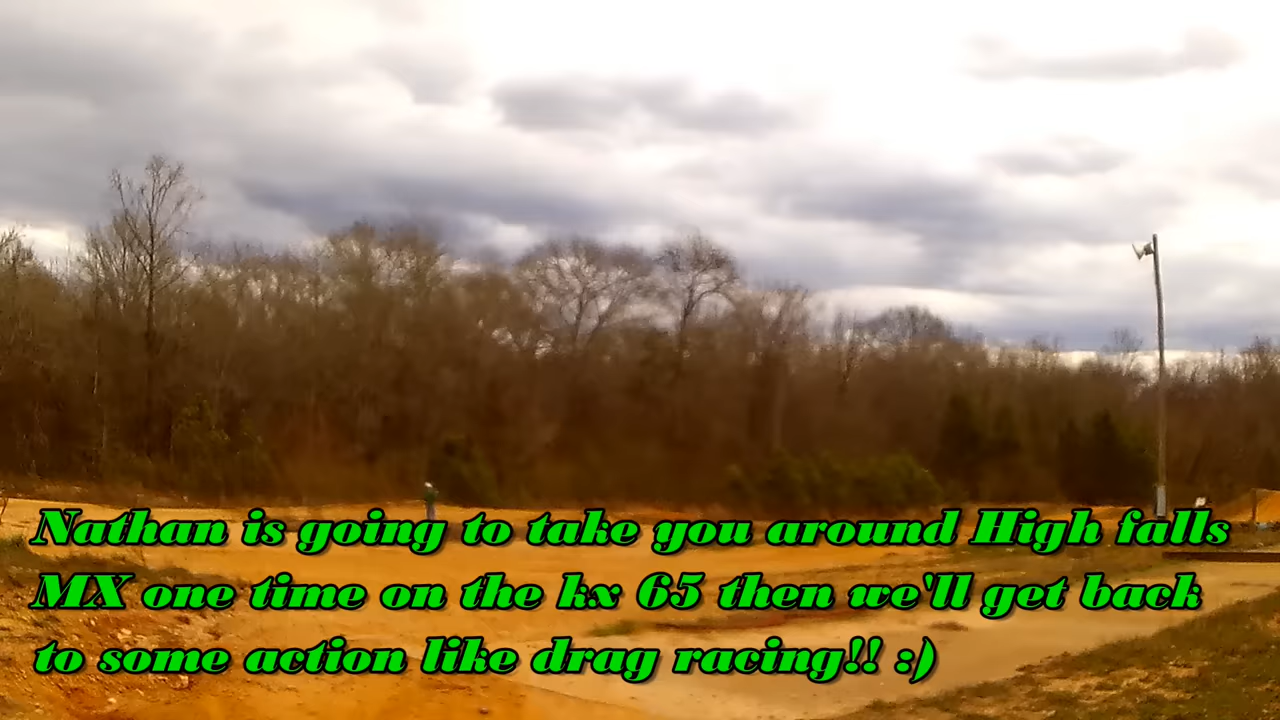 Nathan is going to take you around High falls
MX one time on the kx 65 then we'll get back
to some action like drag racing!! :)